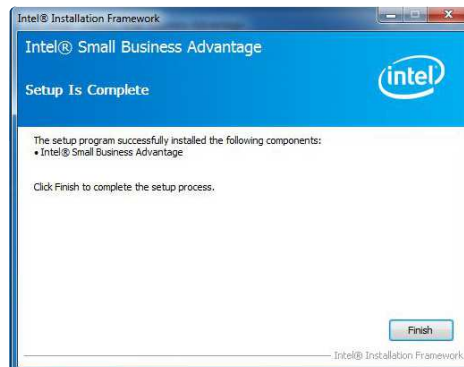 Intel® Installation Framework
Intel® Small Business Advantage
intel
Setup Is Complete
The setup program successfully installed the following components:
• Intel® Small Business Advantage
Click Finish to complete the setup process.
Finish
Intel® Installation Framework